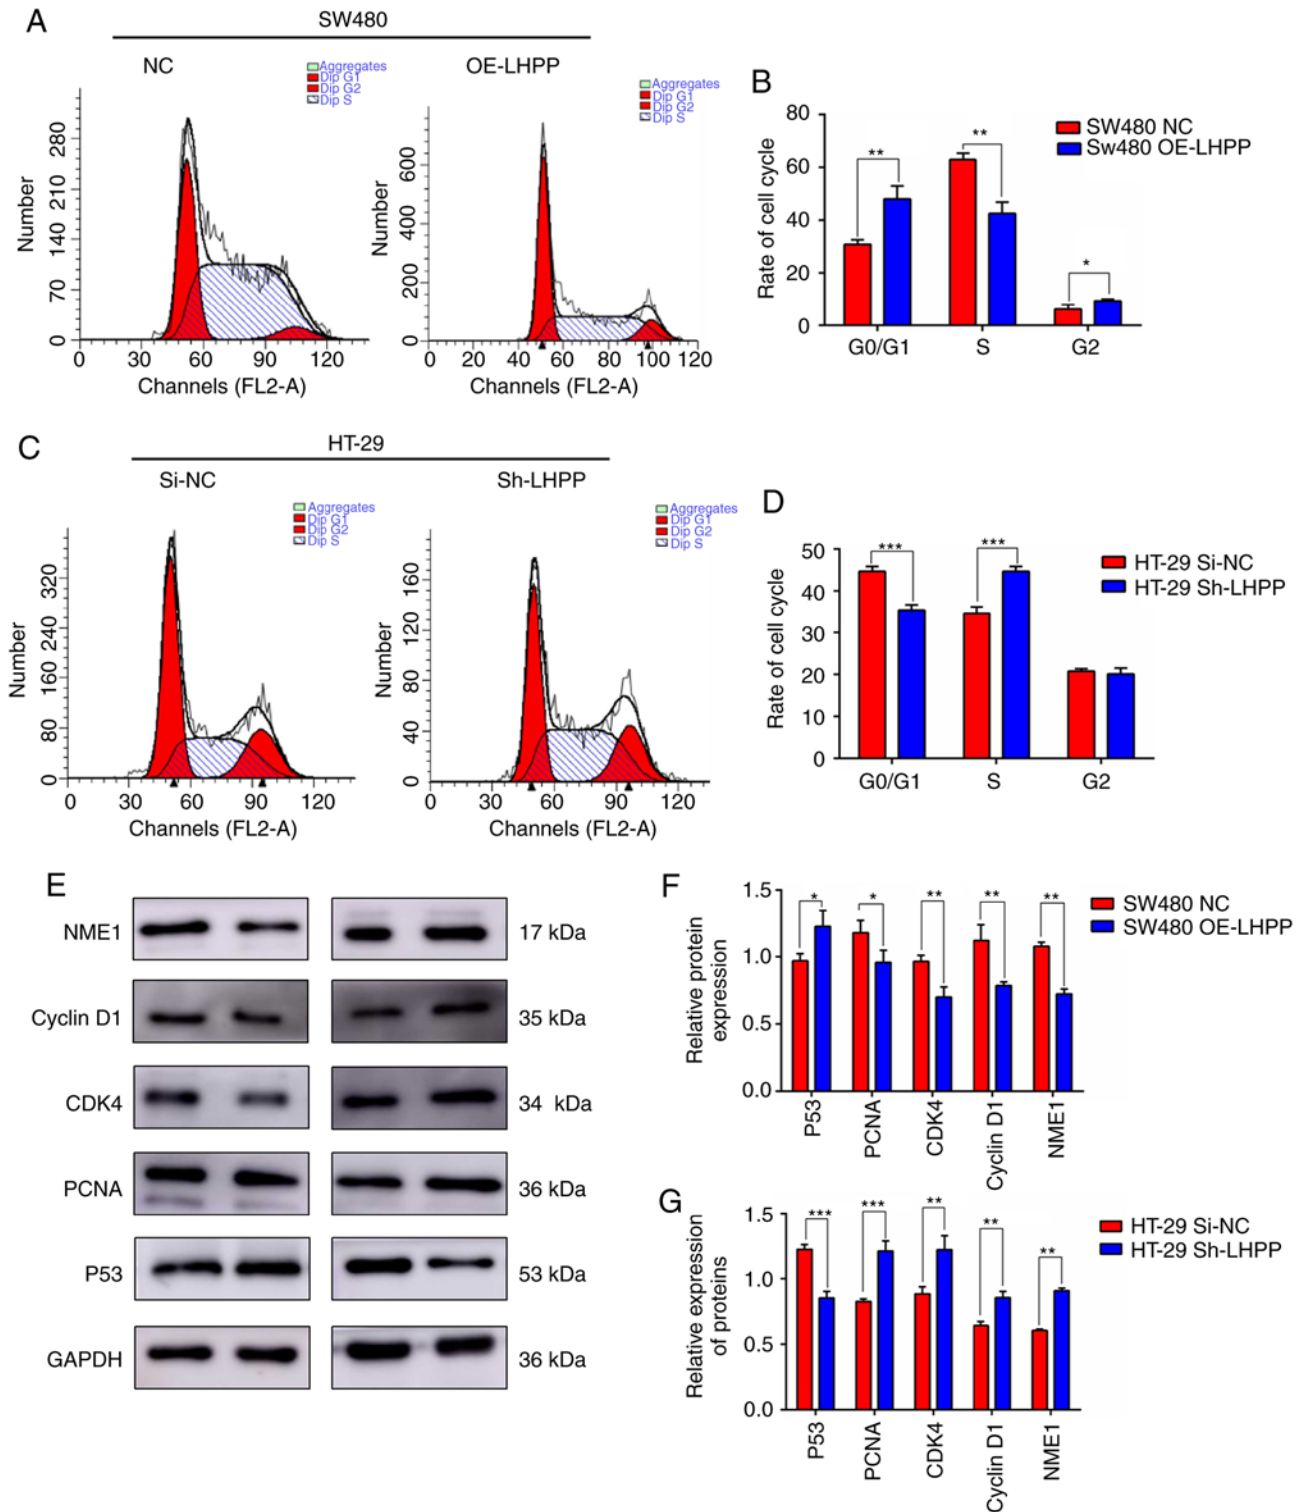 A
SW480
NC
OE-LHPP
Aggregates
Dip G1
Dip G2
Dip S
Number
0 70 140 210 280
0 30 60 90 120
Channels (FL2-A)
Aggregates
Dip G1
Dip G2
Dip S
Number
0 200 400 600
0 20 40 60 80 100 120
Channels (FL2-A)
B
Rate of cell cycle
80
60
40
20
0
** ** *
SW480 NC
Sw480 OE-LHPP
G0/G1 S G2
C
HT-29
Si-NC
Sh-LHPP
Aggregates
Dip G1
Dip G2
Dip S
Number
0 80 160 240 320
0 30 60 90 120
Channels (FL2-A)
Aggregates
Dip G1
Dip G2
Dip S
Number
0 40 80 120 160
0 30 60 90 120
Channels (FL2-A)
D
Rate of cell cycle
50
40
30
20
10
0
*** ***
HT-29 Si-NC
HT-29 Sh-LHPP
G0/G1 S G2
E
NME1 17 kDa
Cyclin D1 35 kDa
CDK4 34 kDa
PCNA 36 kDa
P53 53 kDa
GAPDH 36 kDa
F
Relative protein
expression
1.5
1.0
0.5
0.0
* * ** ** **
SW480 NC
SW480 OE-LHPP
P53 PCNA CDK4 Cyclin D1 NME1
G
Relative expression
of proteins
1.5
1.0
0.5
0.0
*** *** ** ** **
HT-29 Si-NC
HT-29 Sh-LHPP
P53 PCNA CDK4 Cyclin D1 NME1